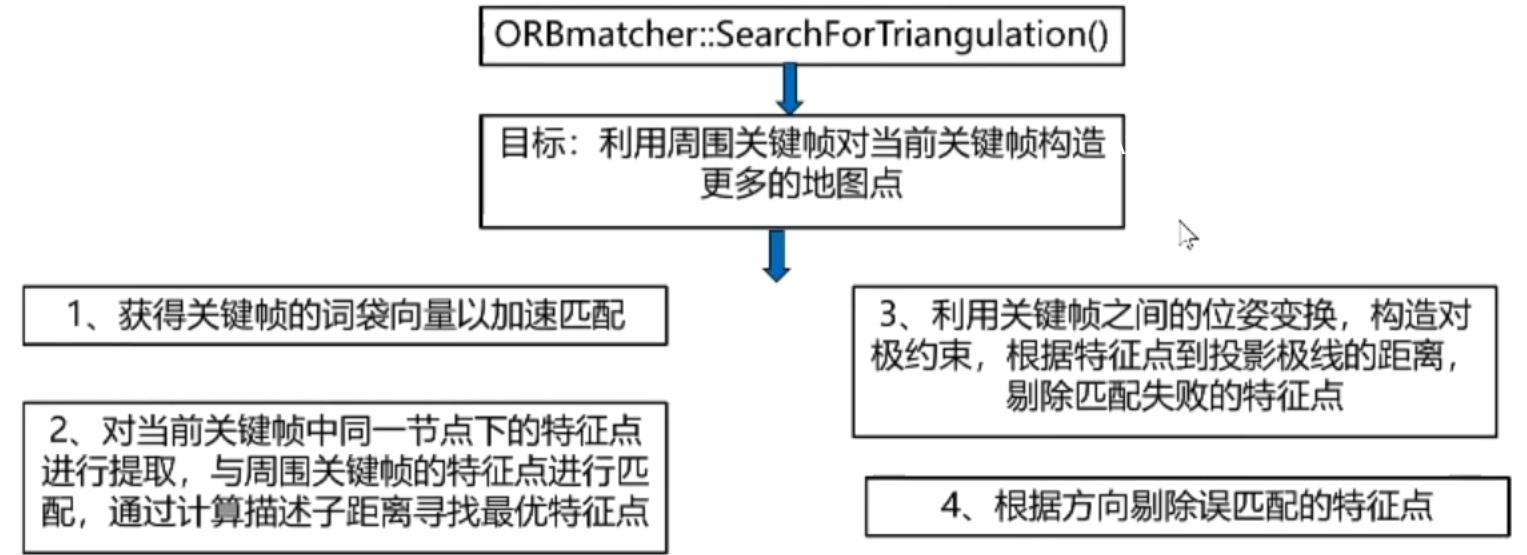 ORBmatcher::SearchForTriangulation()
目标：利用周围关键帧对当前关键帧构造
更多的地图点
1、获得关键帧的词袋向量以加速匹配
2、对当前关键帧中同一节点下的特征点
进行提取，与周围关键帧的特征点进行匹
配，通过计算描述子距离寻找最优特征点
3、利用关键帧之间的位姿变换，构造对
极约束，根据特征点到投影极线的距离，
剔除匹配失败的特征点
4、根据方向剔除误匹配的特征点